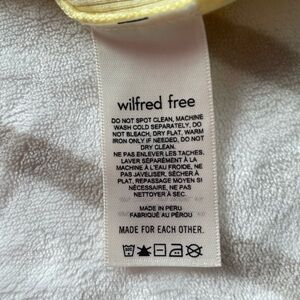 wilfred free
DO NOT SPOT CLEAN, MACHINE
WASH COLD SEPARATELY, DO
NOT BLEACH, DRY FLAT, WARM
IRON ONLY IF NEEDED, DO NOT
DRY CLEAN.
NE PAS ENLEVER LES TACHES,
LAVER SÉPARÉMENT À LA
MACHINE À L'EAU FROIDE, NE
PAS JAVELISER, SÉCHER À
PLAT, REPASSAGE MOYEN SI
NÉCESSAIRE, NE PAS
NETTOYER À SEC.
MADE IN PERU
FABRIQUÉ AU PÉROU
MADE FOR EACH OTHER.